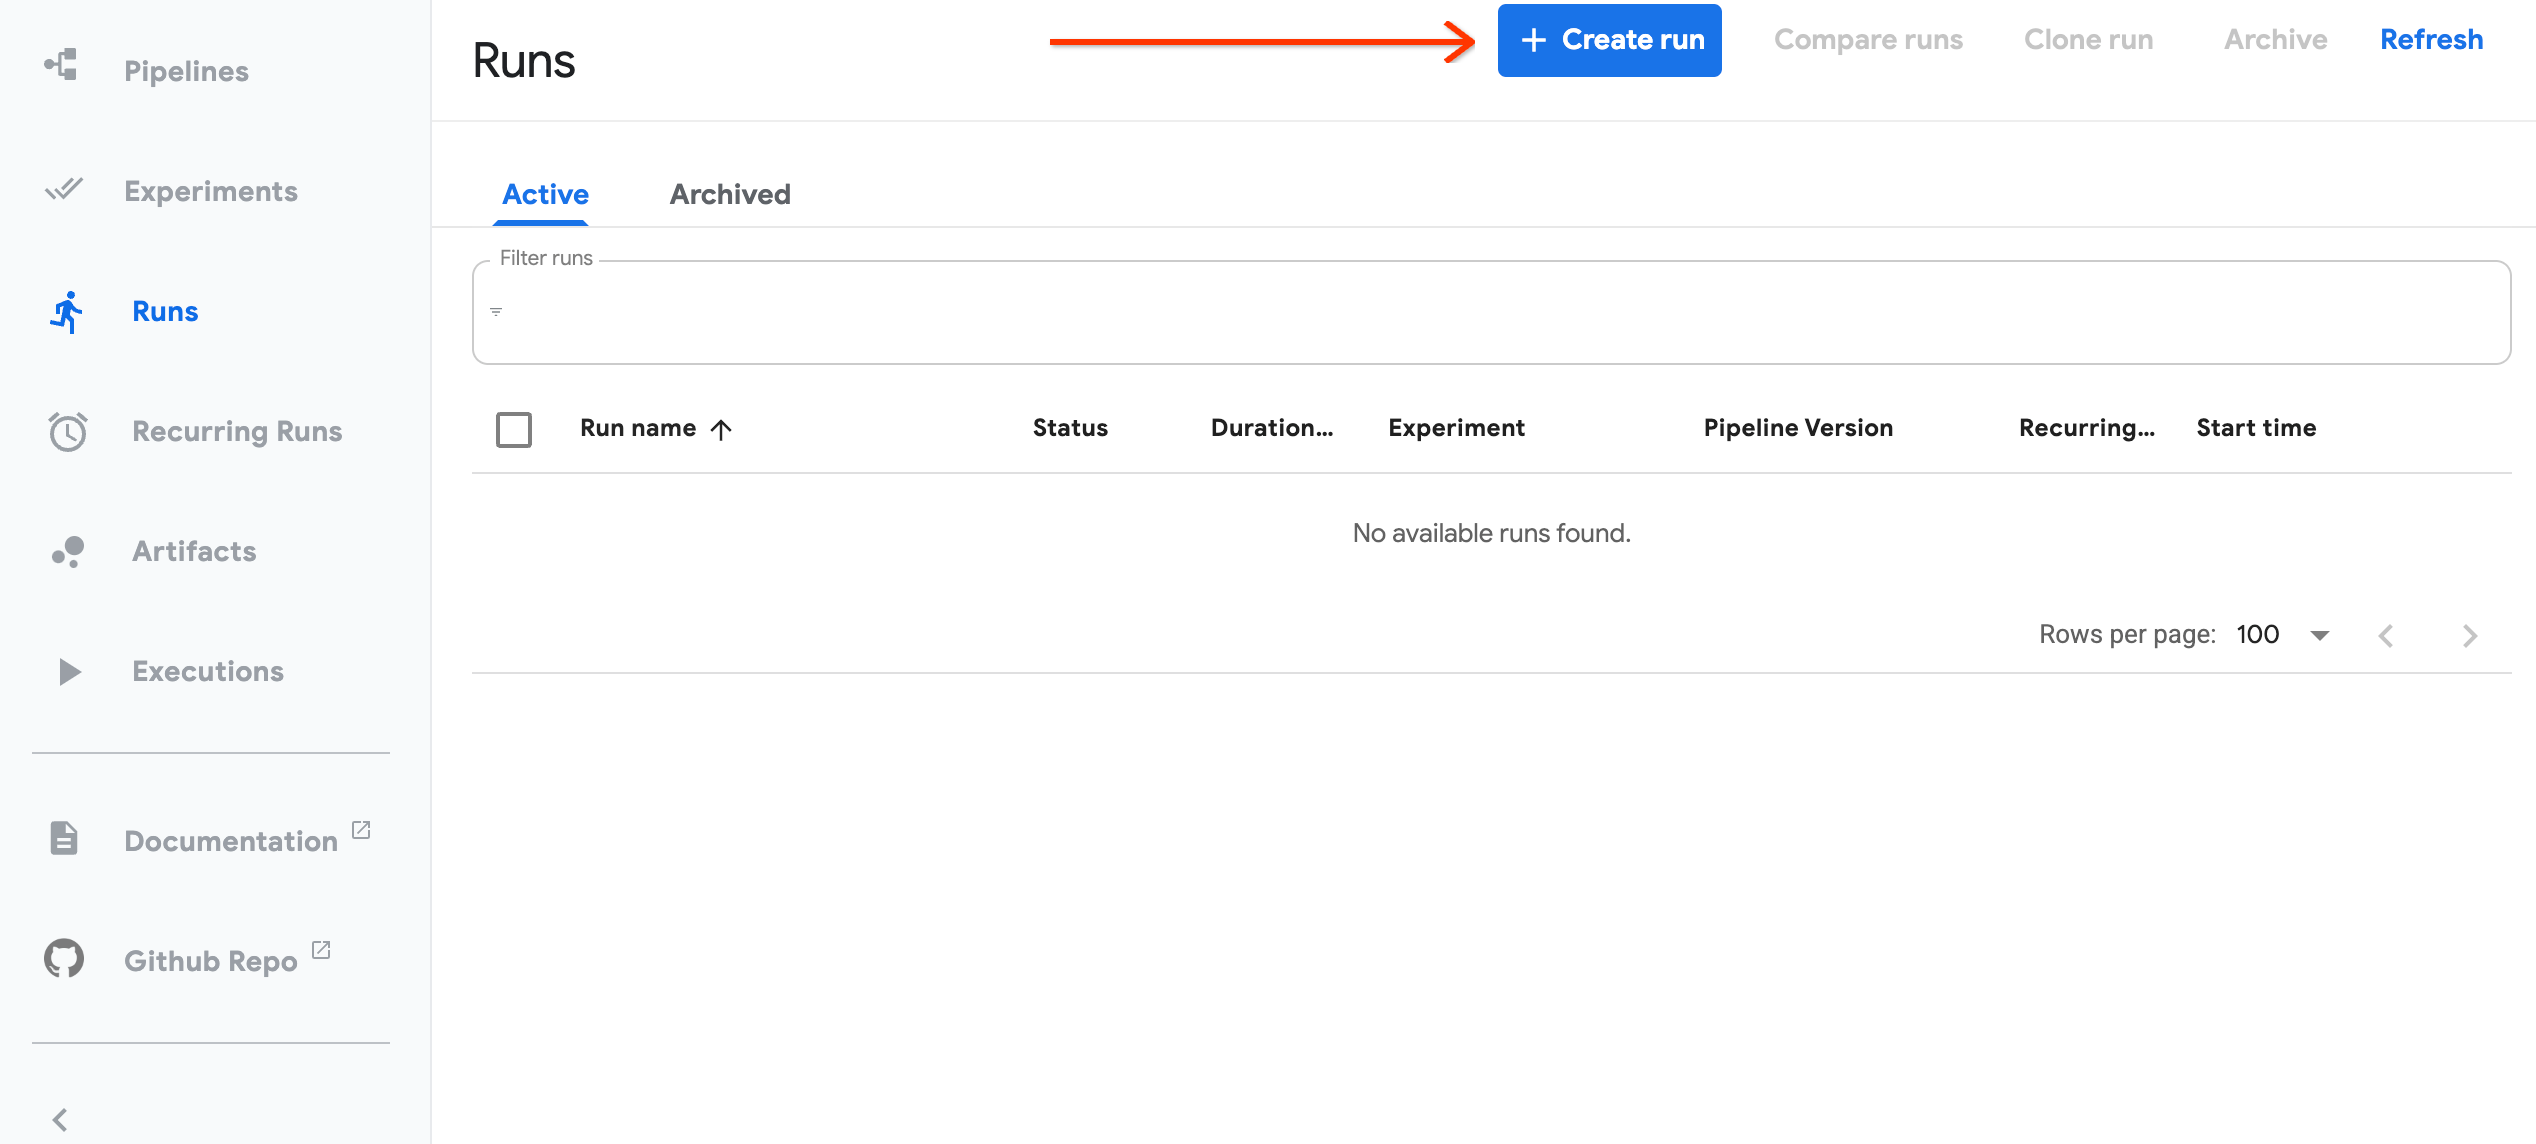 Pipelines
Experiments
Runs
Recurring Runs
Artifacts
Executions
Documentation
Github Repo
Runs
+ Create run
Compare runs
Clone run
Archive
Refresh
Active
Archived
Filter runs
Run name
Status
Duration...
Experiment
Pipeline Version
Recurring...
Start time
No available runs found.
Rows per page: 100